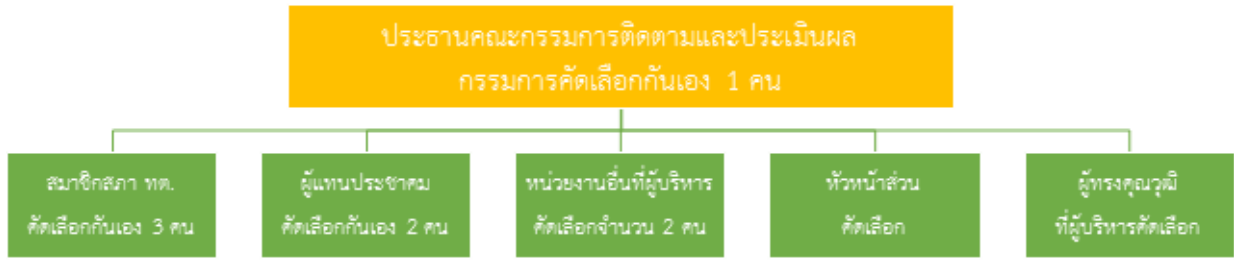 ประธานคณะกรรมการติดตามและประเมินผล
กรรมการคัดเลือกกันเอง 1 คน
สมาชิกสภา ทต.
คัดเลือกกันเอง 3 คน
ผู้แทนประชาคม
คัดเลือกกันเอง 2 คน
หน่วยงานอื่นที่ผู้บริหาร
คัดเลือกจำนวน 2 คน
หัวหน้าส่วน
คัดเลือก
ผู้ทรงคุณวุฒิ
ที่ผู้บริหารคัดเลือก